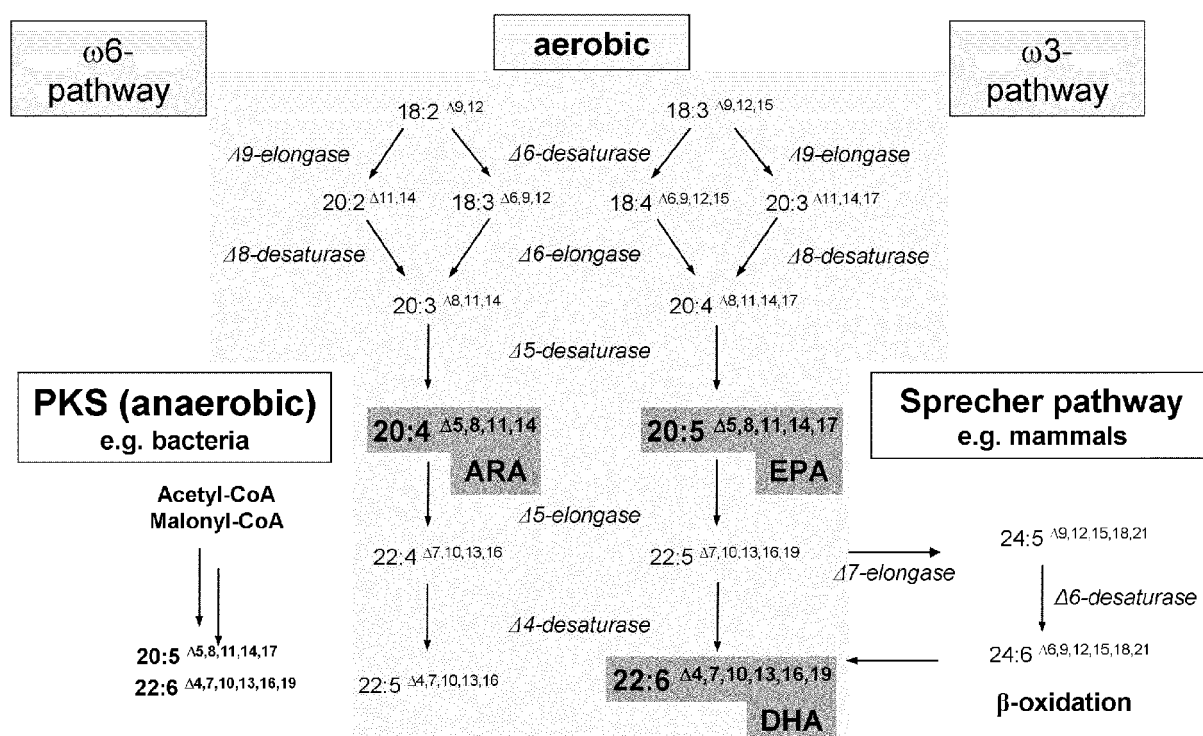 ω6-
pathway
aerobic
ω3-
pathway
18:2 Δ9,12
18:3 Δ9,12,15
Δ9-elongase
Δ6-desaturase
Δ9-elongase
20:2 Δ11,14
18:3 Δ6,9,12
18:4 Δ6,9,12,15
20:3 Δ11,14,17
Δ8-desaturase
Δ6-elongase
Δ8-desaturase
20:3 Δ8,11,14
20:4 Δ8,11,14,17
Δ5-desaturase
PKS (anaerobic)
e.g. bacteria
20:4 Δ5,8,11,14
ARA
20:5 Δ5,8,11,14,17
EPA
Sprecher pathway
e.g. mammals
Acetyl-CoA
Malonyl-CoA
Δ5-elongase
22:4 Δ7,10,13,16
22:5 Δ7,10,13,16,19
Δ7-elongase
24:5 Δ9,12,15,18,21
Δ6-desaturase
Δ4-desaturase
20:5 Δ5,8,11,14,17
22:6 Δ4,7,10,13,16,19
22:5 Δ4,7,10,13,16
22:6 Δ4,7,10,13,16,19
DHA
24:6 Δ6,9,12,15,18,21
β-oxidation